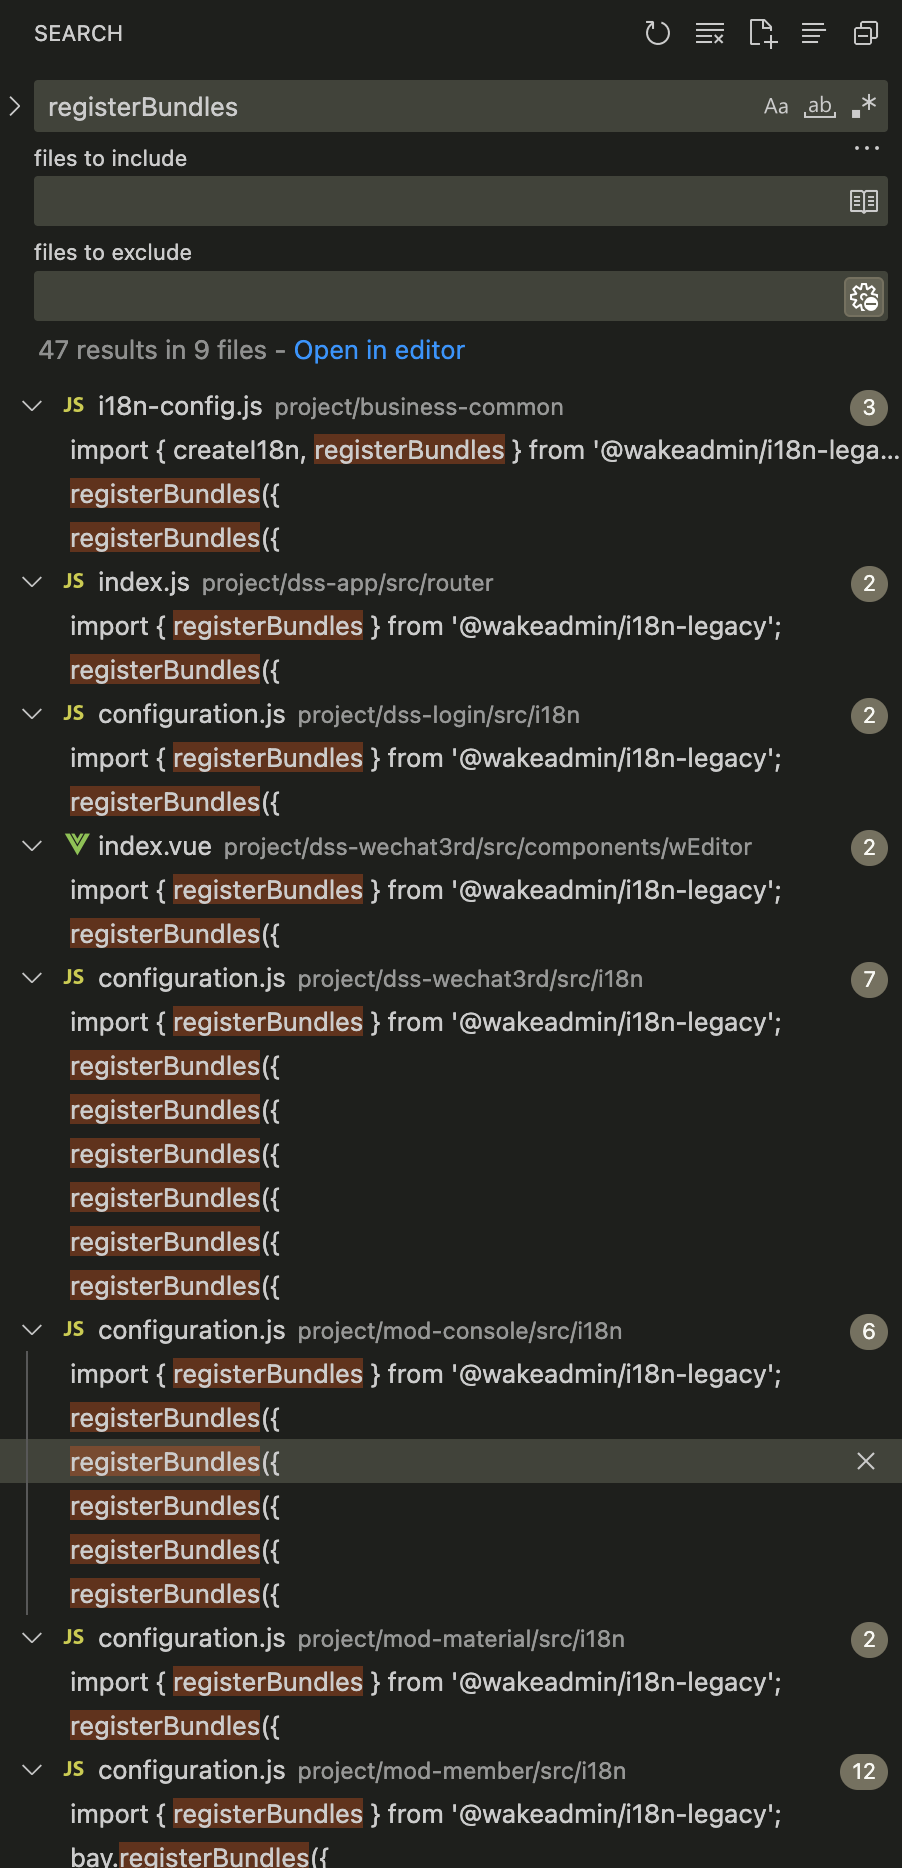 SEARCH
registerBundles Aa ab .*
files to include
...
files to exclude
47 results in 9 files - Open in editor
JS i18n-config.js project/business-common 3
import { createI18n, registerBundles } from '@wakeadmin/i18n-lega...
registerBundles({
registerBundles({
JS index.js project/dss-app/src/router 2
import { registerBundles } from '@wakeadmin/i18n-legacy';
registerBundles({
JS configuration.js project/dss-login/src/i18n 2
import { registerBundles } from '@wakeadmin/i18n-legacy';
registerBundles({
index.vue project/dss-wechat3rd/src/components/wEditor 2
import { registerBundles } from '@wakeadmin/i18n-legacy';
registerBundles({
JS configuration.js project/dss-wechat3rd/src/i18n 7
import { registerBundles } from '@wakeadmin/i18n-legacy';
registerBundles({
registerBundles({
registerBundles({
registerBundles({
registerBundles({
registerBundles({
JS configuration.js project/mod-console/src/i18n 6
import { registerBundles } from '@wakeadmin/i18n-legacy';
registerBundles({
registerBundles({
registerBundles({
registerBundles({
registerBundles({
JS configuration.js project/mod-material/src/i18n 2
import { registerBundles } from '@wakeadmin/i18n-legacy';
registerBundles({
JS configuration.js project/mod-member/src/i18n 12
import { registerBundles } from '@wakeadmin/i18n-legacy';
bay.registerBundles({